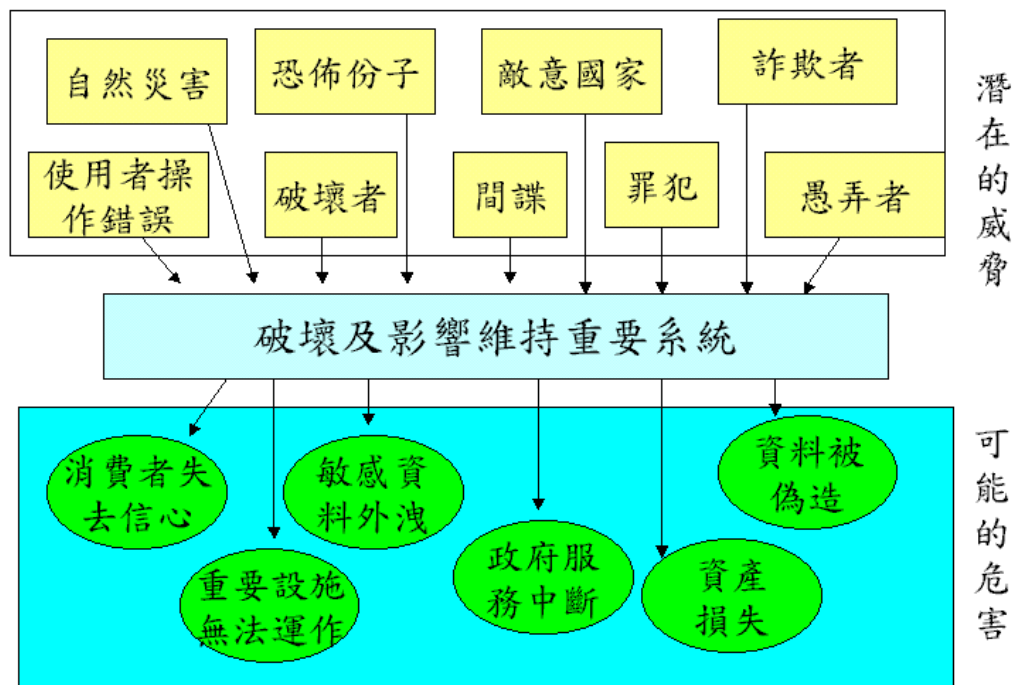 自然災害
恐怖份子
敵意國家
詐欺者
使用者操
作錯誤
破壞者
間諜
罪犯
愚弄者
潛在的威脅
破壞及影響維持重要系統
消費者失
去信心
敏感資
料外洩
資料被
偽造
重要設施
無法運作
政府服
務中斷
資產
損失
可能的危害